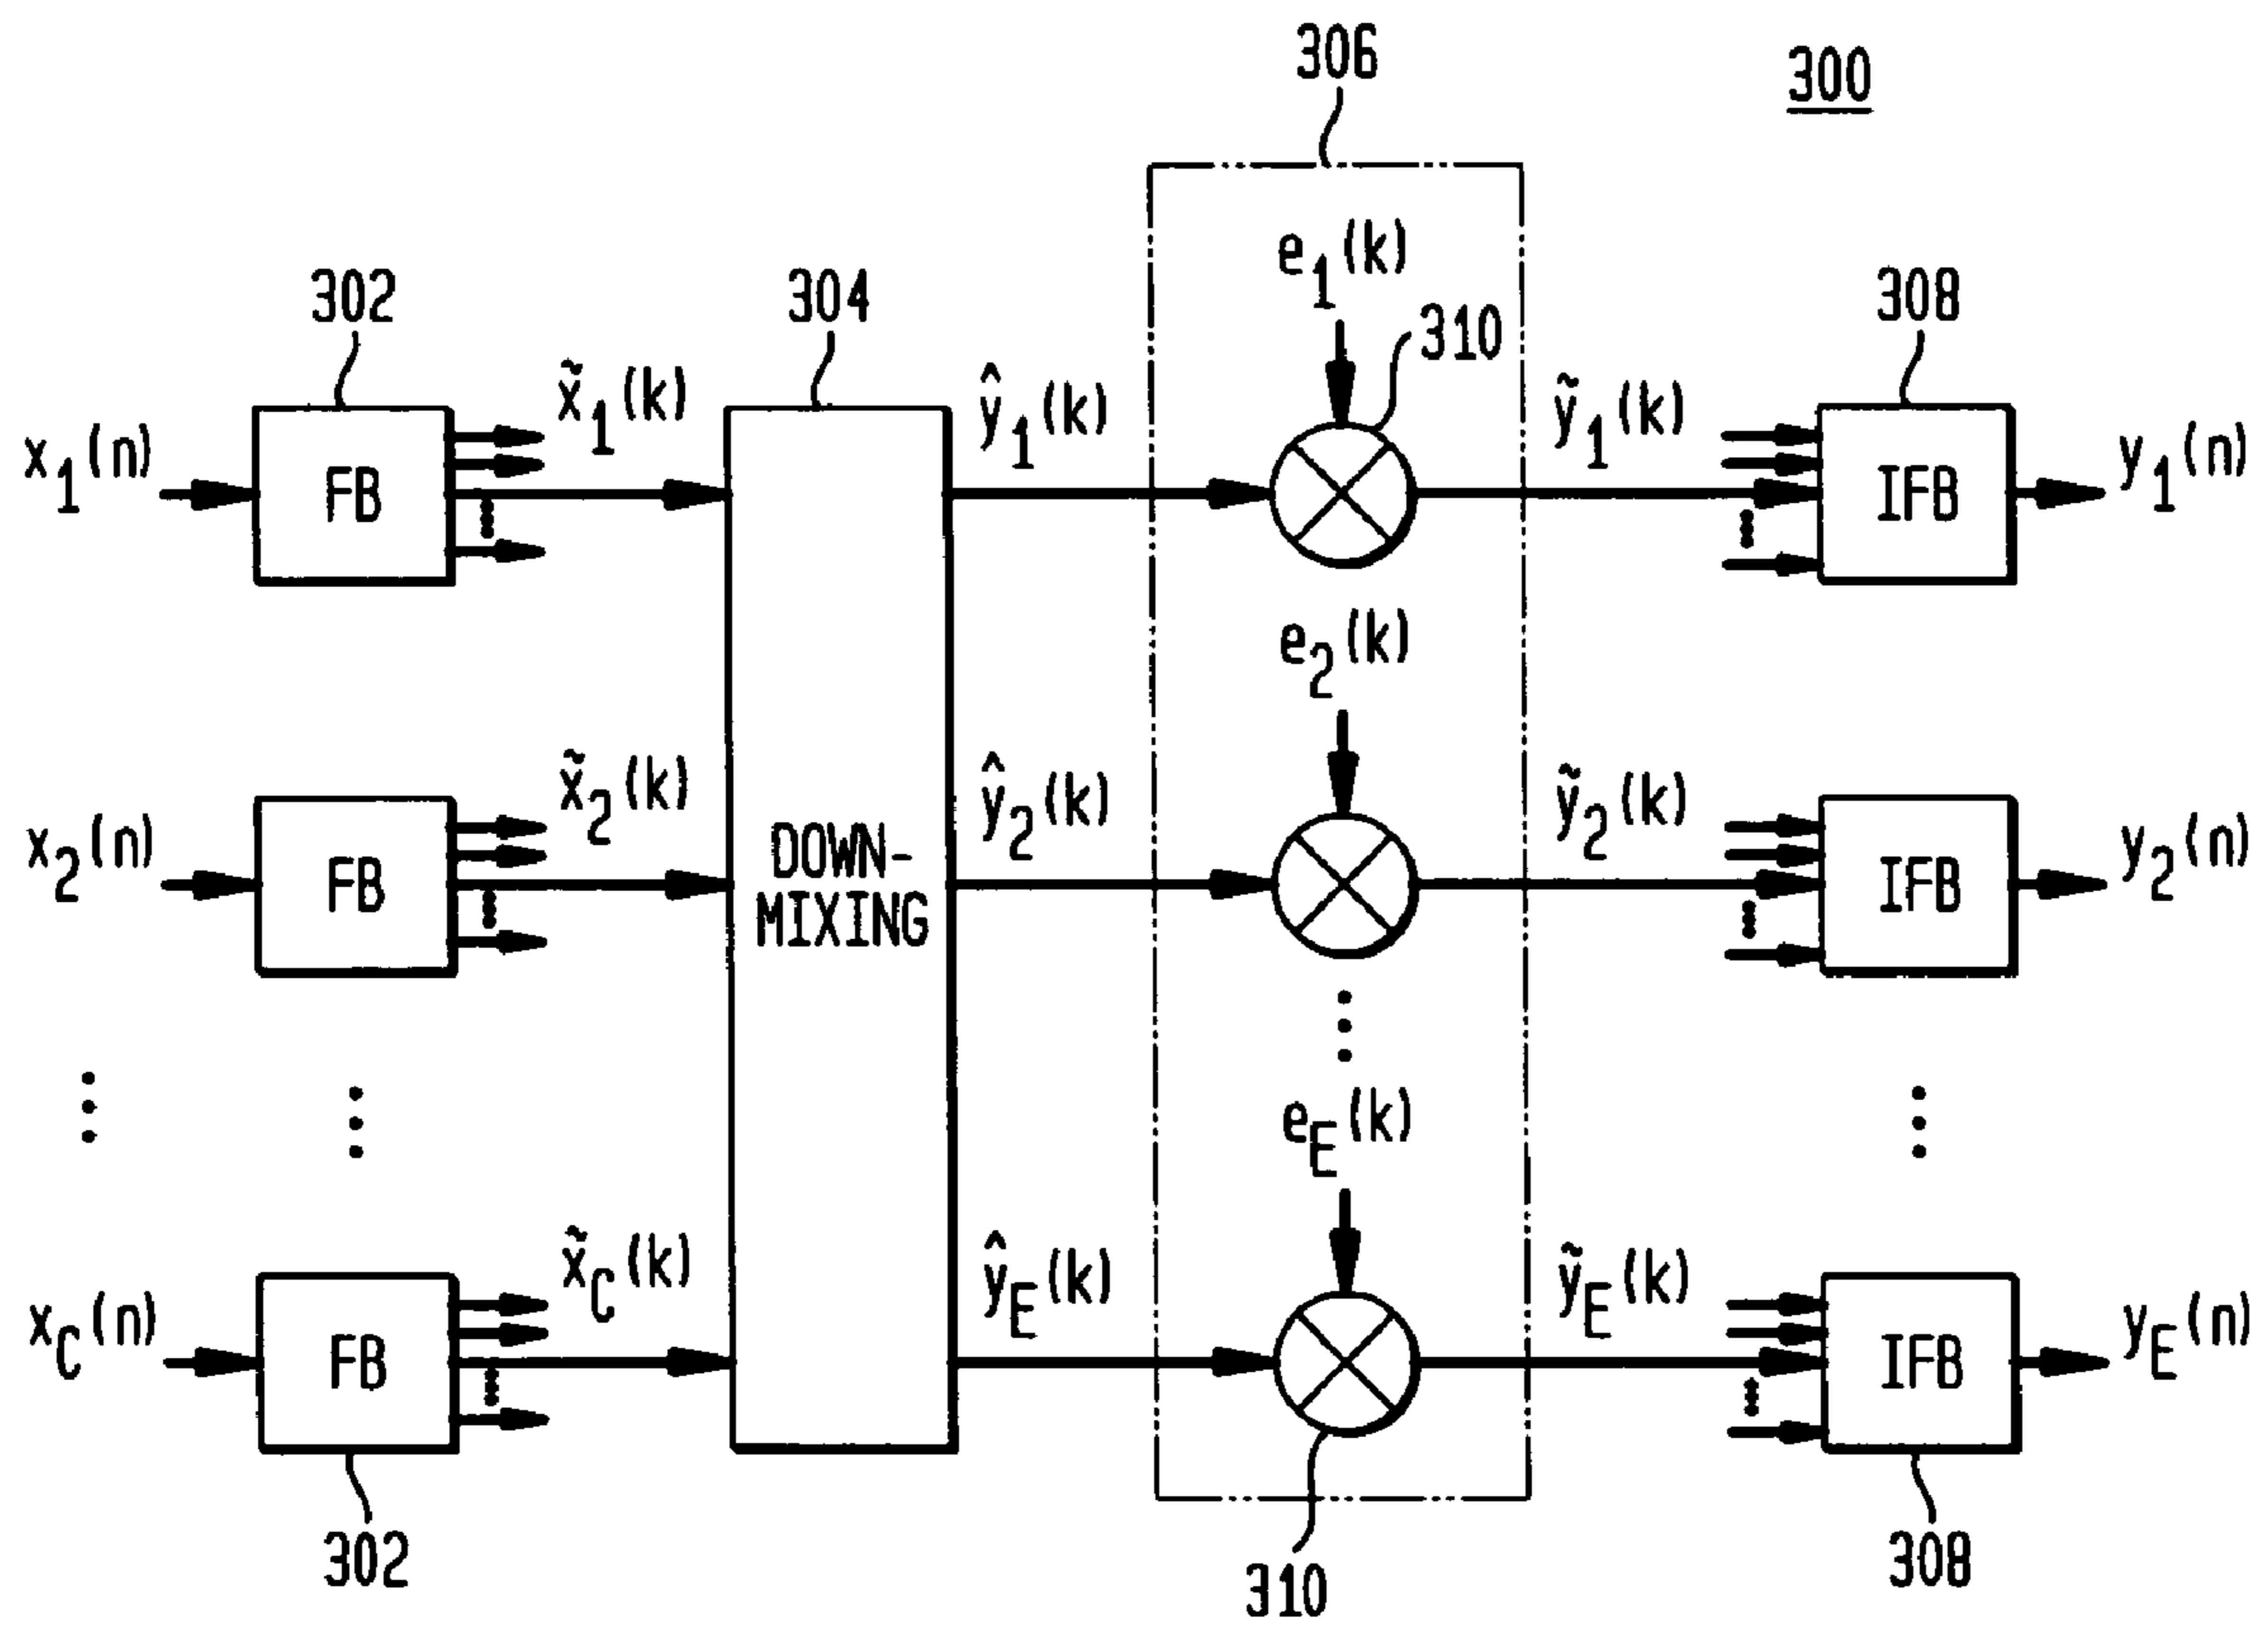 306
300
e1(k)
302
304
310
308
x̃1(k)
ŷ1(k)
ỹ1(k)
x1(n)
FB
IFB
y1(n)
e2(k)
x̃2(k)
ŷ2(k)
ỹ2(k)
x2(n)
FB
DOWN-
MIXING
IFB
y2(n)
eE(k)
x̃C(k)
ŷE(k)
ỹE(k)
xC(n)
FB
IFB
yE(n)
302
310
308